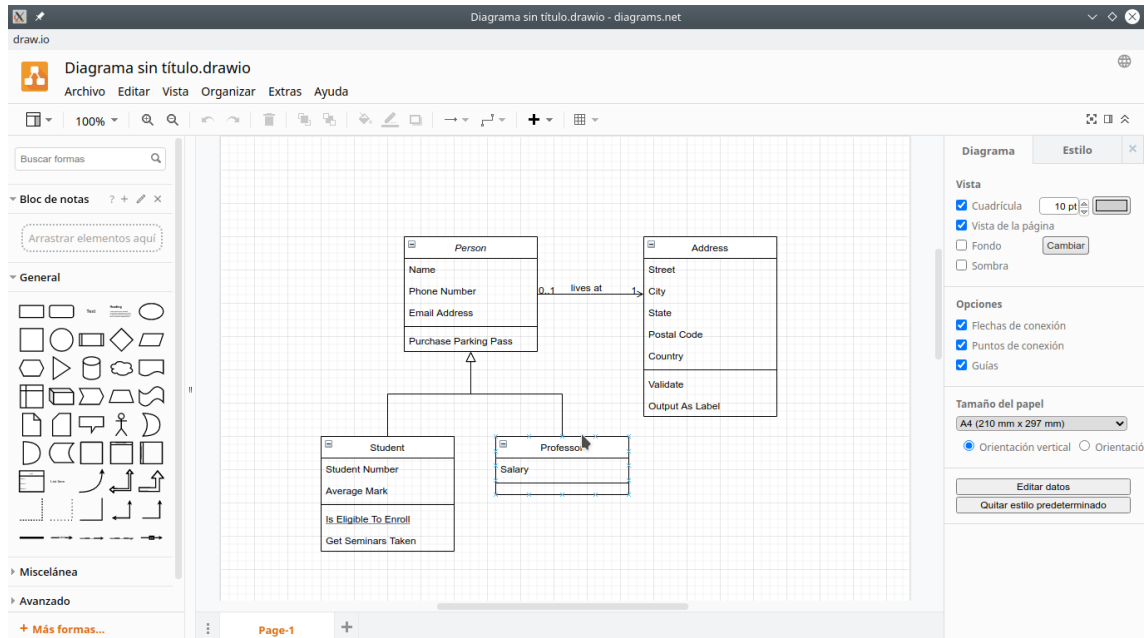 Diagrama sin título.drawio - diagrams.net
draw.io
Diagrama sin título.drawio
Archivo Editar Vista Organizar Extras Ayuda
100%
Buscar formas
Bloc de notas ? +
Arrastrar elementos aquí
General
Text
Heading
List Item
Miscelánea
Avanzado
+ Más formas...
Person
Name
Phone Number
Email Address
Purchase Parking Pass
0..1 lives at 1
Address
Street
City
State
Postal Code
Country
Validate
Output As Label
Student
Student Number
Average Mark
Is Eligible To Enroll
Get Seminars Taken
Professor
Salary
Page-1
Diagrama Estilo
Vista
Cuadrícula 10 pt
Vista de la página
Fondo Cambiar
Sombra
Opciones
Flechas de conexión
Puntos de conexión
Guías
Tamaño del papel
A4 (210 mm x 297 mm)
Orientación vertical Orientació
Editar datos
Quitar estilo predeterminado